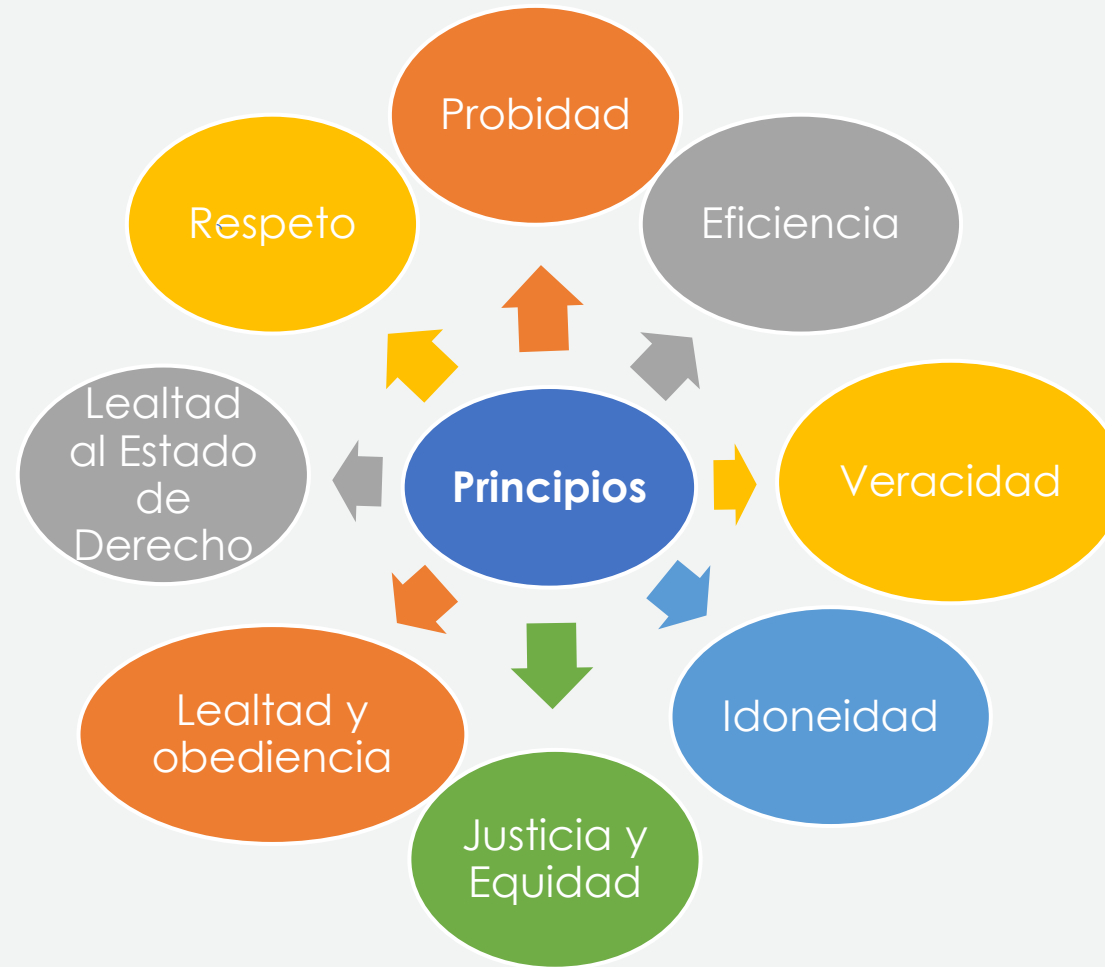 Probidad
Respeto
Eficiencia
Lealtad
al Estado
de
Derecho
Principios
Veracidad
Lealtad y
obediencia
Idoneidad
Justicia y
Equidad